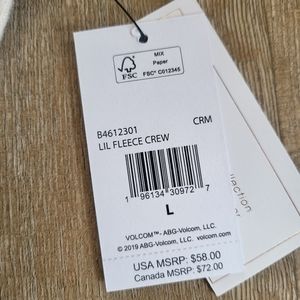 MIX
Paper
FSC
FSC® C012345
B4612301
CRM
LIL FLEECE CREW
1 96134 30972 7
L
VOLCOM™- ABG-Volcom, LLC.
© 2019 ABG-Volcom, LLC. volcom.com
USA MSRP: $58.00
Canada MSRP: $72.00